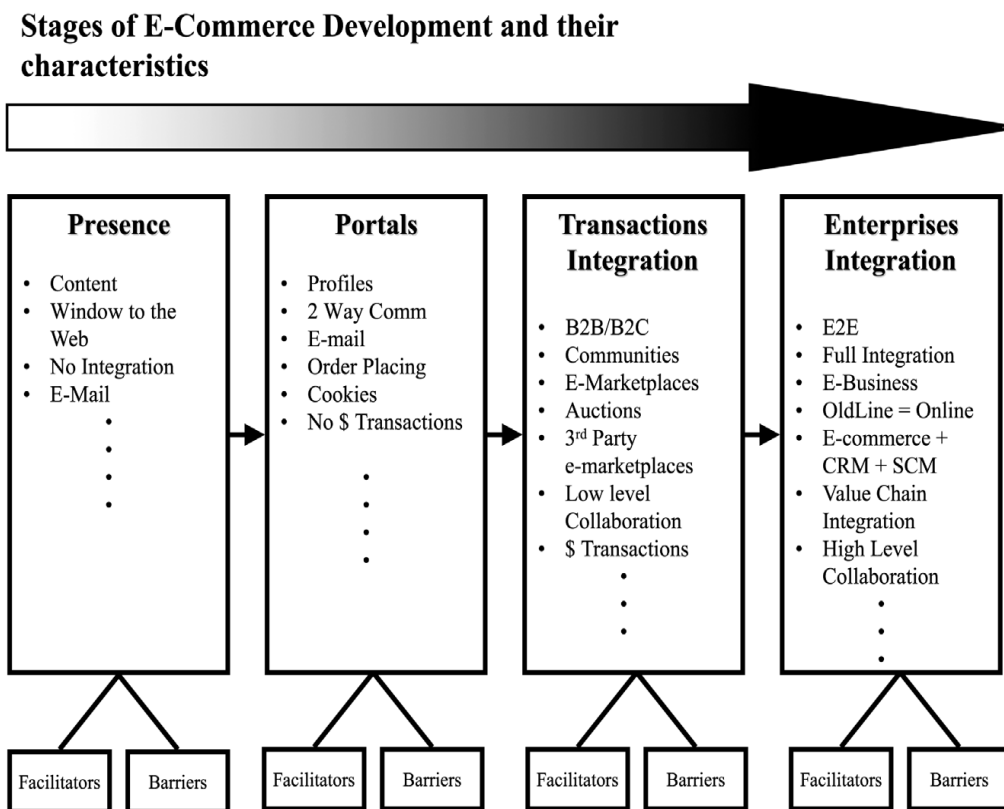 Stages of E-Commerce Development and their
characteristics
Presence
• Content
• Window to the
Web
• No Integration
• E-Mail
•
•
•
•
Portals
• Profiles
• 2 Way Comm
• E-mail
• Order Placing
• Cookies
• No $ Transactions
•
•
•
•
Transactions
Integration
• B2B/B2C
• Communities
• E-Marketplaces
• Auctions
• 3rd Party
e-marketplaces
• Low level
Collaboration
• $ Transactions
•
•
•
Enterprises
Integration
• E2E
• Full Integration
• E-Business
• OldLine = Online
• E-commerce +
CRM + SCM
• Value Chain
Integration
• High Level
Collaboration
•
•
•
Facilitators
Barriers
Facilitators
Barriers
Facilitators
Barriers
Facilitators
Barriers